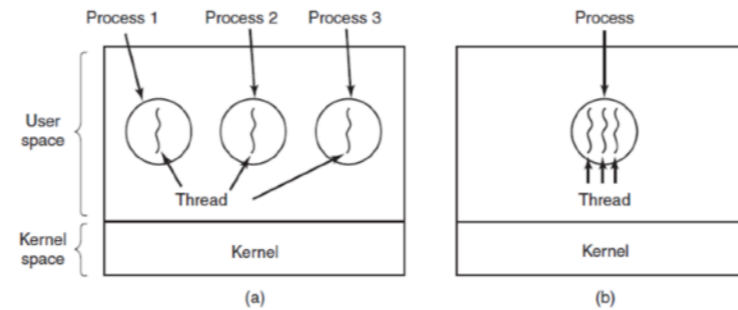 Process 1 Process 2 Process 3
Process
User
space
Thread
Thread
Kernel
space
Kernel
Kernel
(a)
(b)